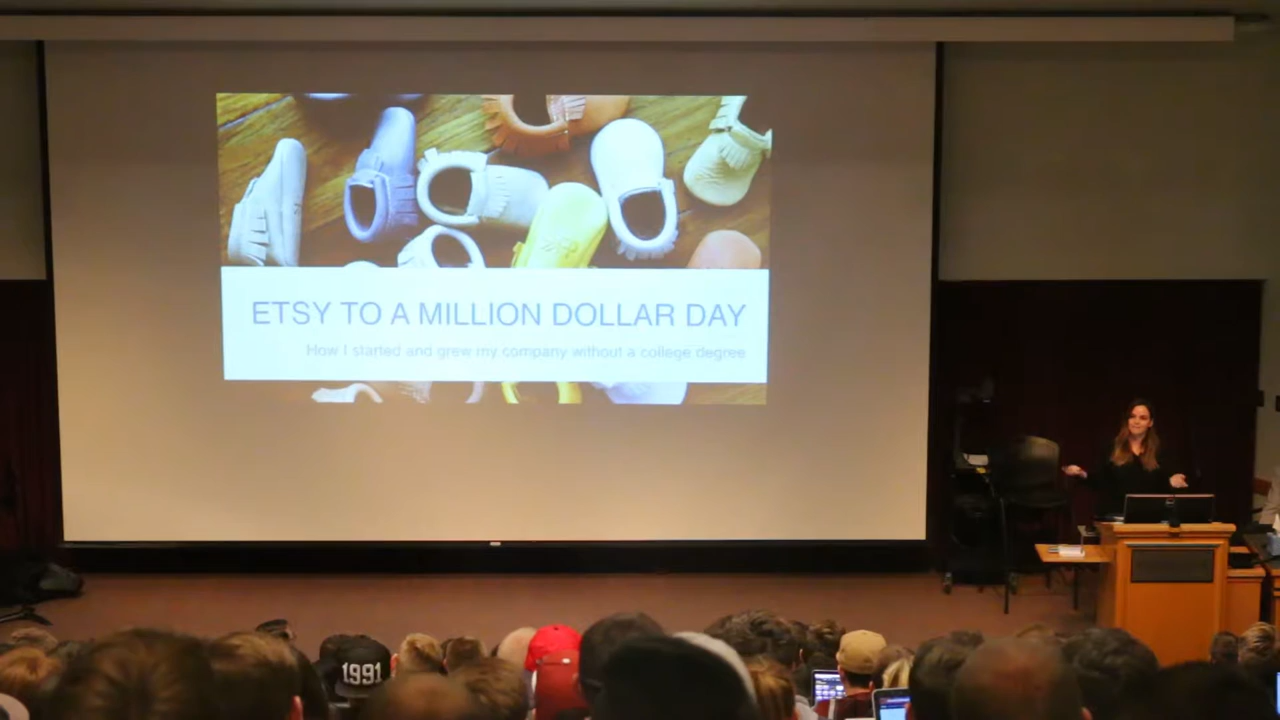 ETSY TO A MILLION DOLLAR DAY
How I started and grew my company without a college degree
1991